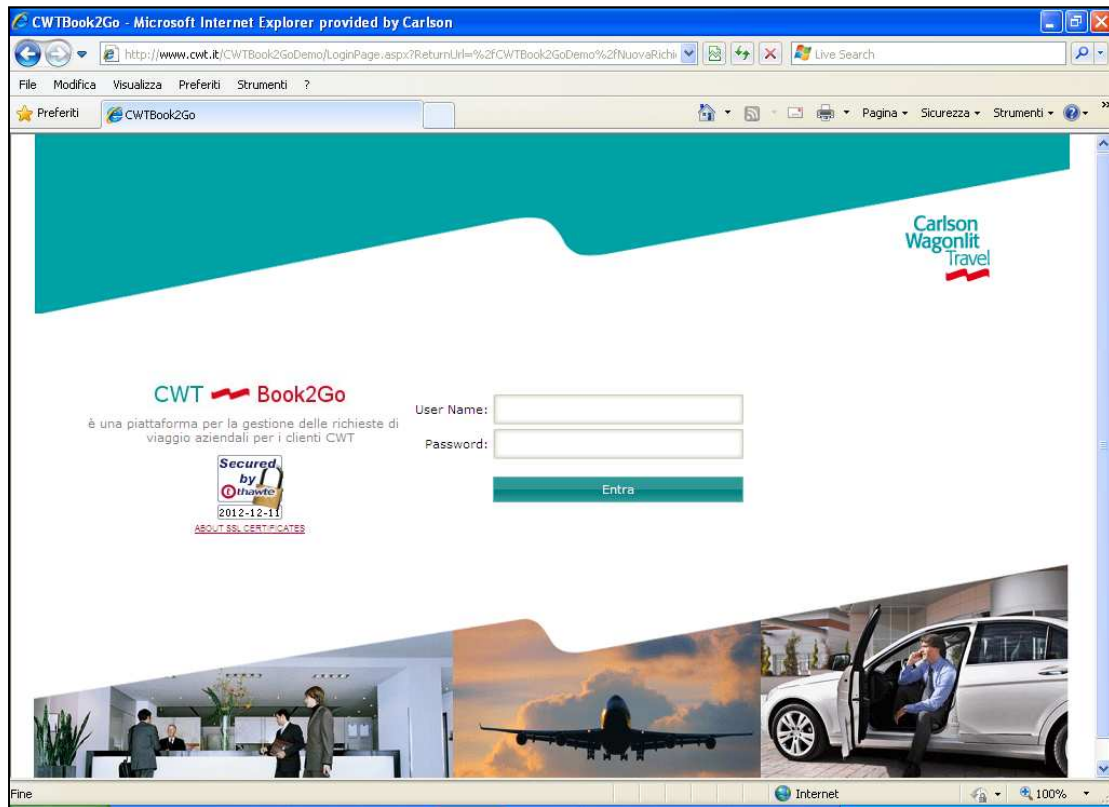 CWTBook2Go - Microsoft Internet Explorer provided by Carlson
http://www.cwt.it/CWTBook2GoDemo/LoginPage.aspx?ReturnUrl=%2fCWTBook2GoDemo%2fNuovaRichi
Live Search
File Modifica Visualizza Preferiti Strumenti ?
Preferiti
CWTBook2Go
Pagina Sicurezza Strumenti
Carlson
Wagonlit
Travel
CWT Book2Go
è una piattaforma per la gestione delle richieste di
viaggio aziendali per i clienti CWT
Secured
by
thawte
2012-12-11
ABOUT SSL CERTIFICATES
User Name:
Password:
Entra
Fine
Internet
100%